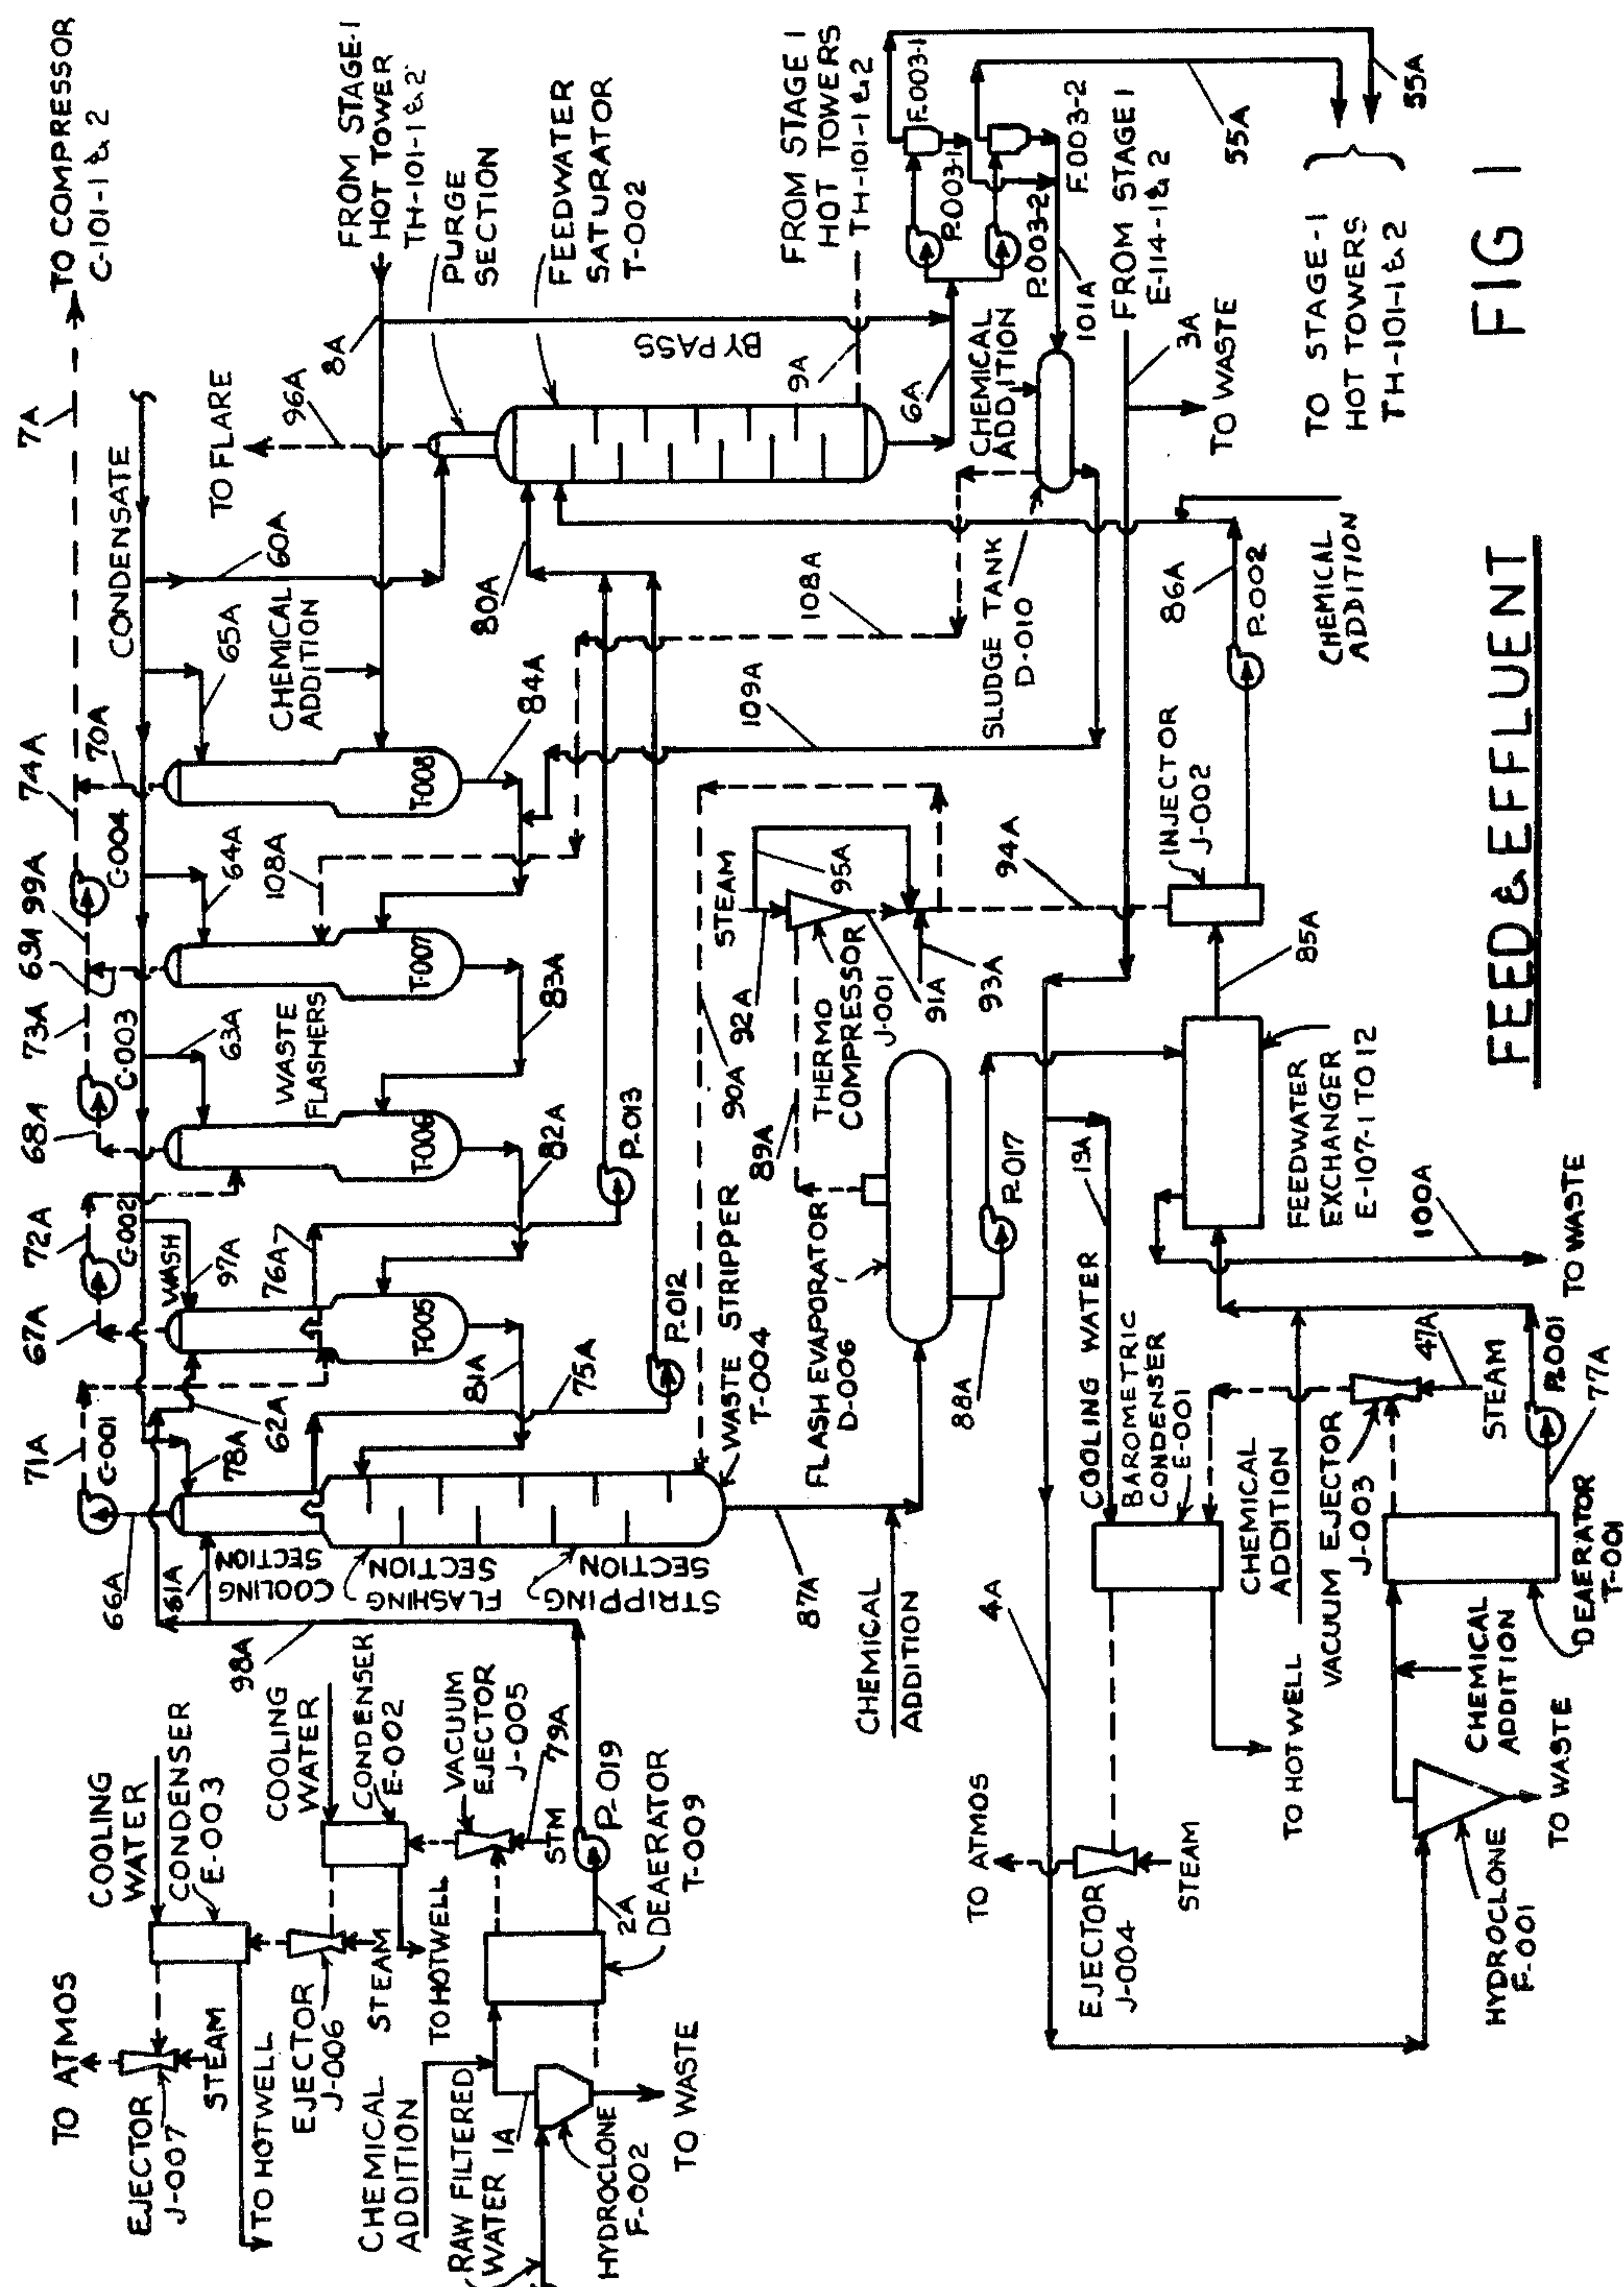 TO COMPRESSOR
C-101-1 & 2
7A
CONDENSATE
TO FLARE
96A
8A
FROM STAGE-1
HOT TOWER
TH-101-1 & 2
PURGE
SECTION
FEEDWATER
SATURATOR
T-002
BYPASS
FROM STAGE 1
HOT TOWERS
TH-101-1 & 2
9A
6A
P.003-1
F.003-1
P.003-2
F.003-2
55A
55A
101A
CHEMICAL
ADDITION
FROM STAGE 1
E-114-1 & 2
3A
TO WASTE
TO STAGE-1
HOT TOWERS
TH-101-1 & 2
FIG 1
60A
65A
CHEMICAL
ADDITION
80A
108A
84A
109A
SLUDGE TANK
D-010
86A
P.002
CHEMICAL
ADDITION
70A
74A
C-004
99A
69A
64A
108A
T-008
T-007
83A
73A
C-003
63A
WASTE
FLASHERS
68A
T-006
82A
P-013
72A
C-002
WASH
97A
76A
67A
T-005
81A
P-012
75A
71A
C-001
62A
78A
66A
61A
COOLING
SECTION
FLASHING
SECTION
STRIPPING
SECTION
WASTE STRIPPER
T-004
90A
STEAM
92A
95A
THERMO
COMPRESSOR
J-001
91A
93A
94A
89A
INJECTOR
J-002
85A
FLASH EVAPORATOR
D-006
P-017
88A
87A
CHEMICAL
ADDITION
19A
FEEDWATER
EXCHANGER
E-107-1 TO 12
100A
TO WASTE
COOLING WATER
BAROMETRIC
CONDENSER
E-001
4A
CHEMICAL
ADDITION
TO HOTWELL
VACUUM EJECTOR
J-003
47A
STEAM
P.001
77A
DEAERATOR
T-001
CHEMICAL
ADDITION
TO WASTE
HYDROCLONE
F-001
TO ATMOS
EJECTOR
J-004
STEAM
98A
COOLING
WATER
CONDENSER
E-003
COOLING
WATER
CONDENSER
E-002
VACUUM
EJECTOR
J-005
79A
STM
P-019
2A
DEAERATOR
T-009
TO ATMOS
EJECTOR
J-007
STEAM
TO HOTWELL
EJECTOR
J-006
STEAM
TO HOTWELL
CHEMICAL
ADDITION
RAW FILTERED
WATER
1A
HYDROCLONE
F-002
TO WASTE
FEED & EFFLUENT